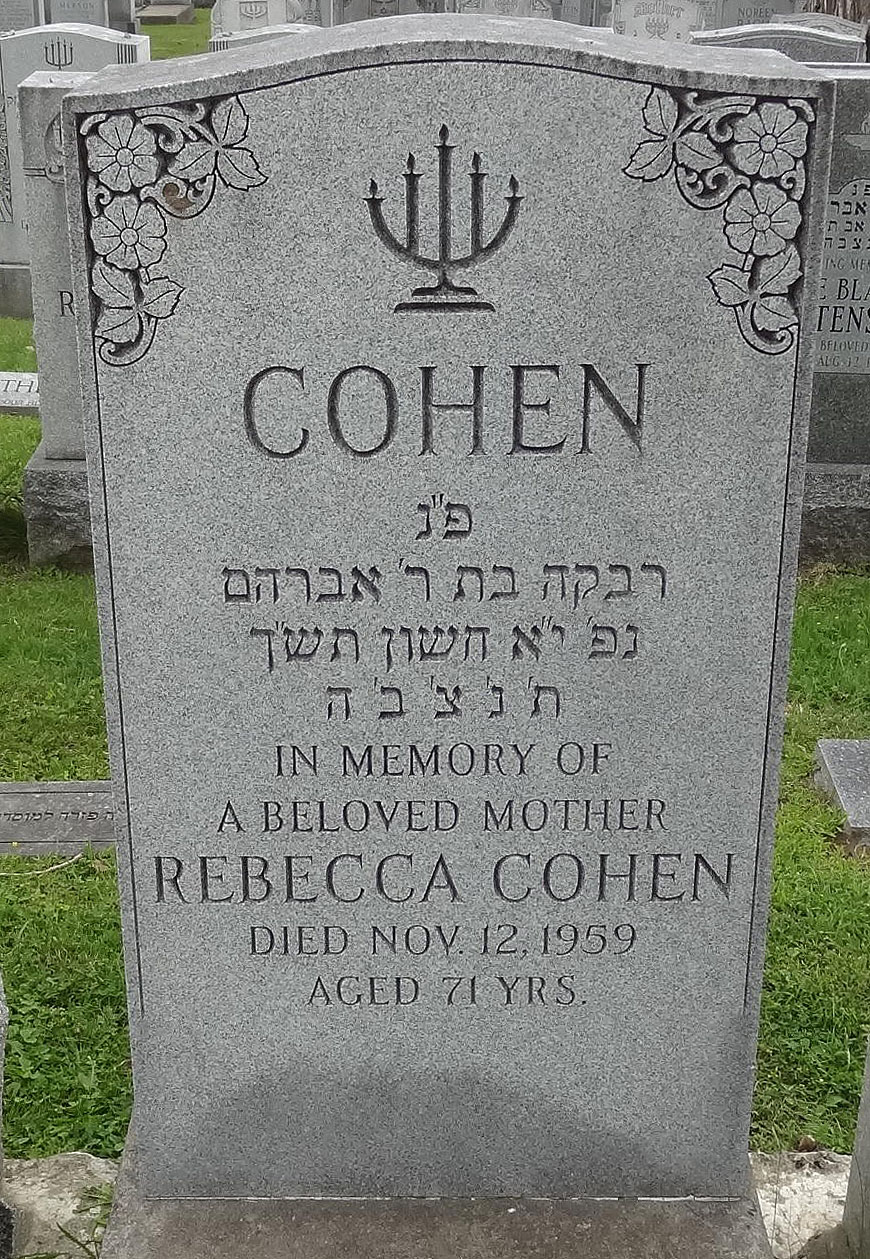 COHEN
פ"נ
רבקה בת ר' אברהם
נפ' י"א חשון תש"ך
ת' נ' צ' ב' ה
IN MEMORY OF
A BELOVED MOTHER
REBECCA COHEN
DIED NOV. 12, 1959
AGED 71 YRS.